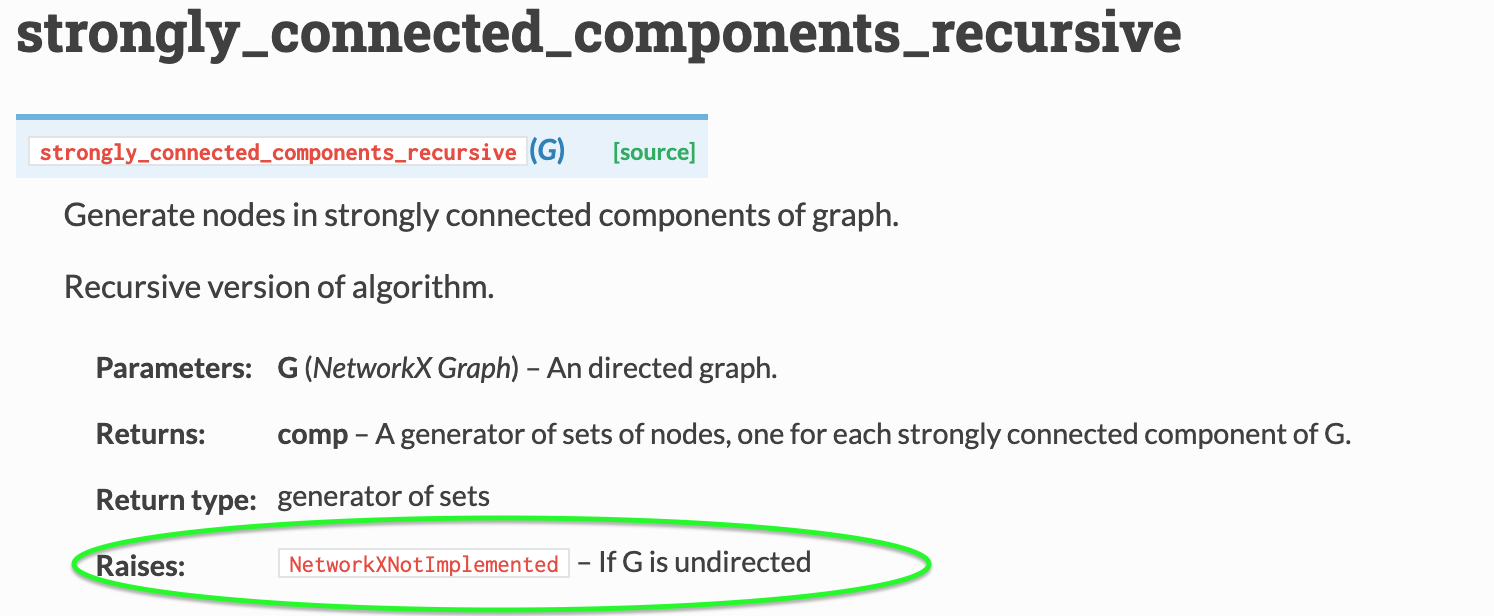 strongly_connected_components_recursive
strongly_connected_components_recursive(G) [source]
Generate nodes in strongly connected components of graph.
Recursive version of algorithm.
Parameters: G (NetworkX Graph) – An directed graph.
Returns: comp – A generator of sets of nodes, one for each strongly connected component of G.
Return type: generator of sets
Raises: NetworkXNotImplemented – If G is undirected